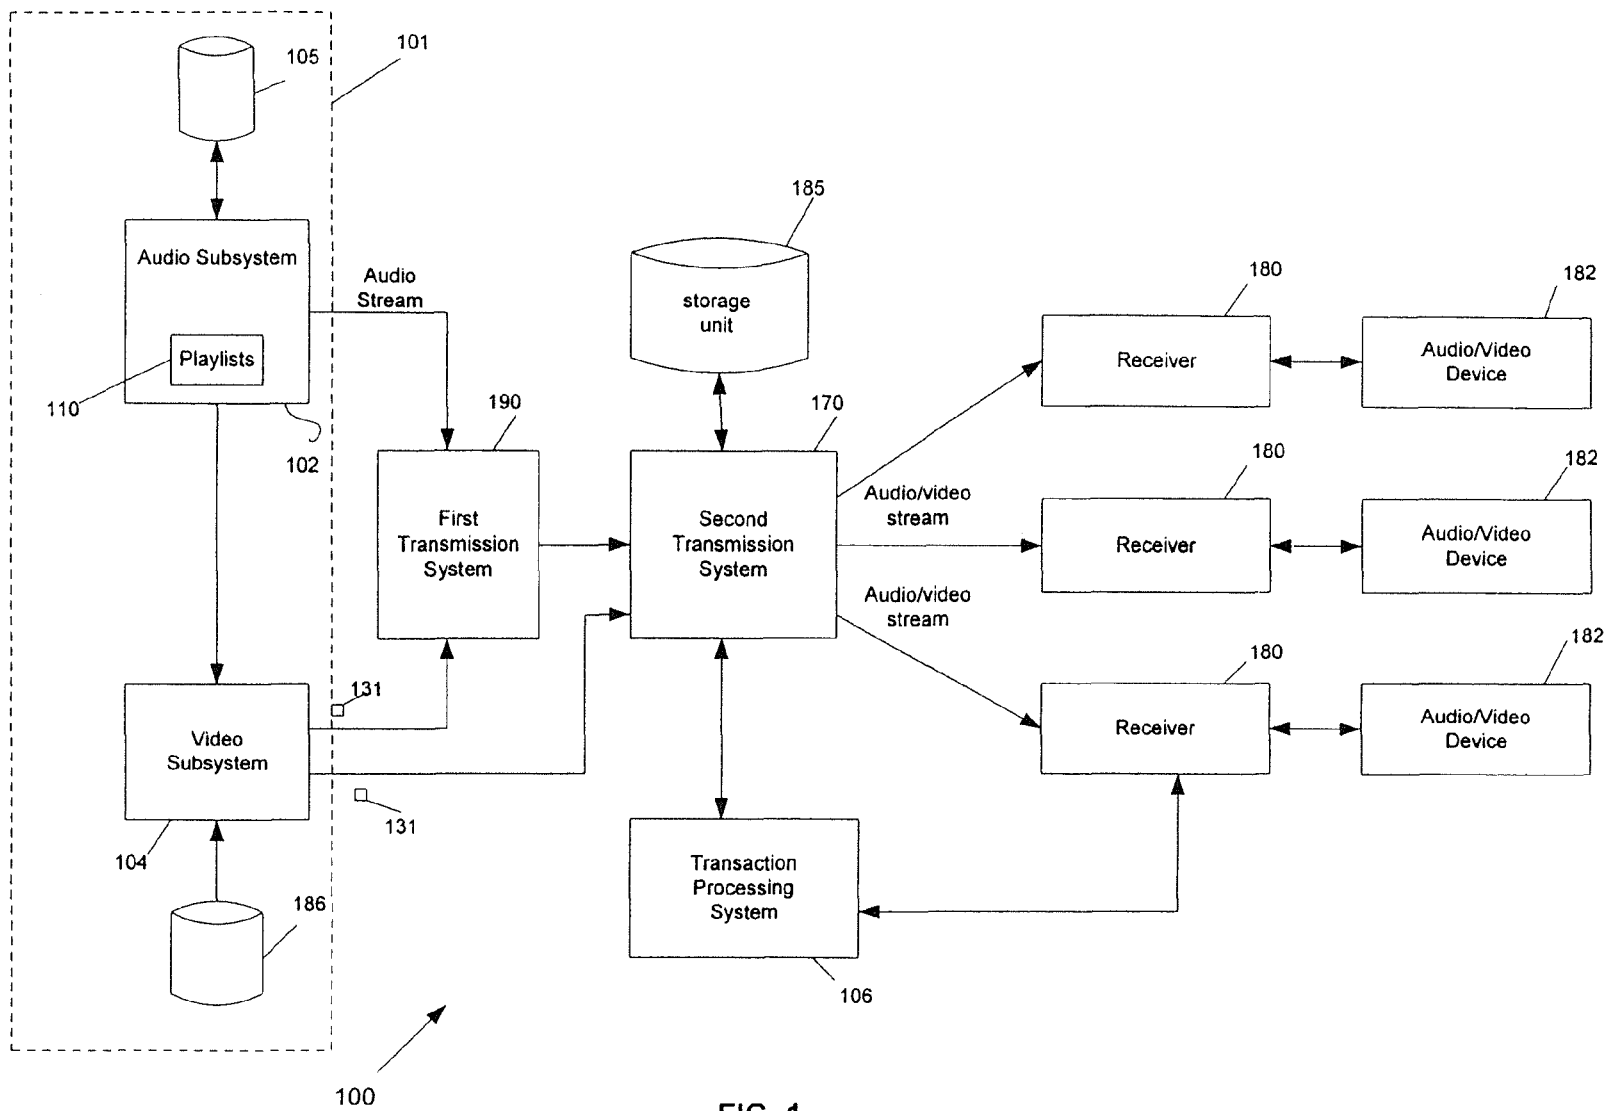 105
101
185
Audio Subsystem
Audio
Stream
storage
unit
180
182
Playlists
Receiver
Audio/Video
Device
110
190
170
102
180
182
First
Transmission
System
Second
Transmission
System
Audio/video
stream
Receiver
Audio/Video
Device
Audio/video
stream
180
182
131
Video
Subsystem
Receiver
Audio/Video
Device
131
104
Transaction
Processing
System
186
106
100
FIG. 1